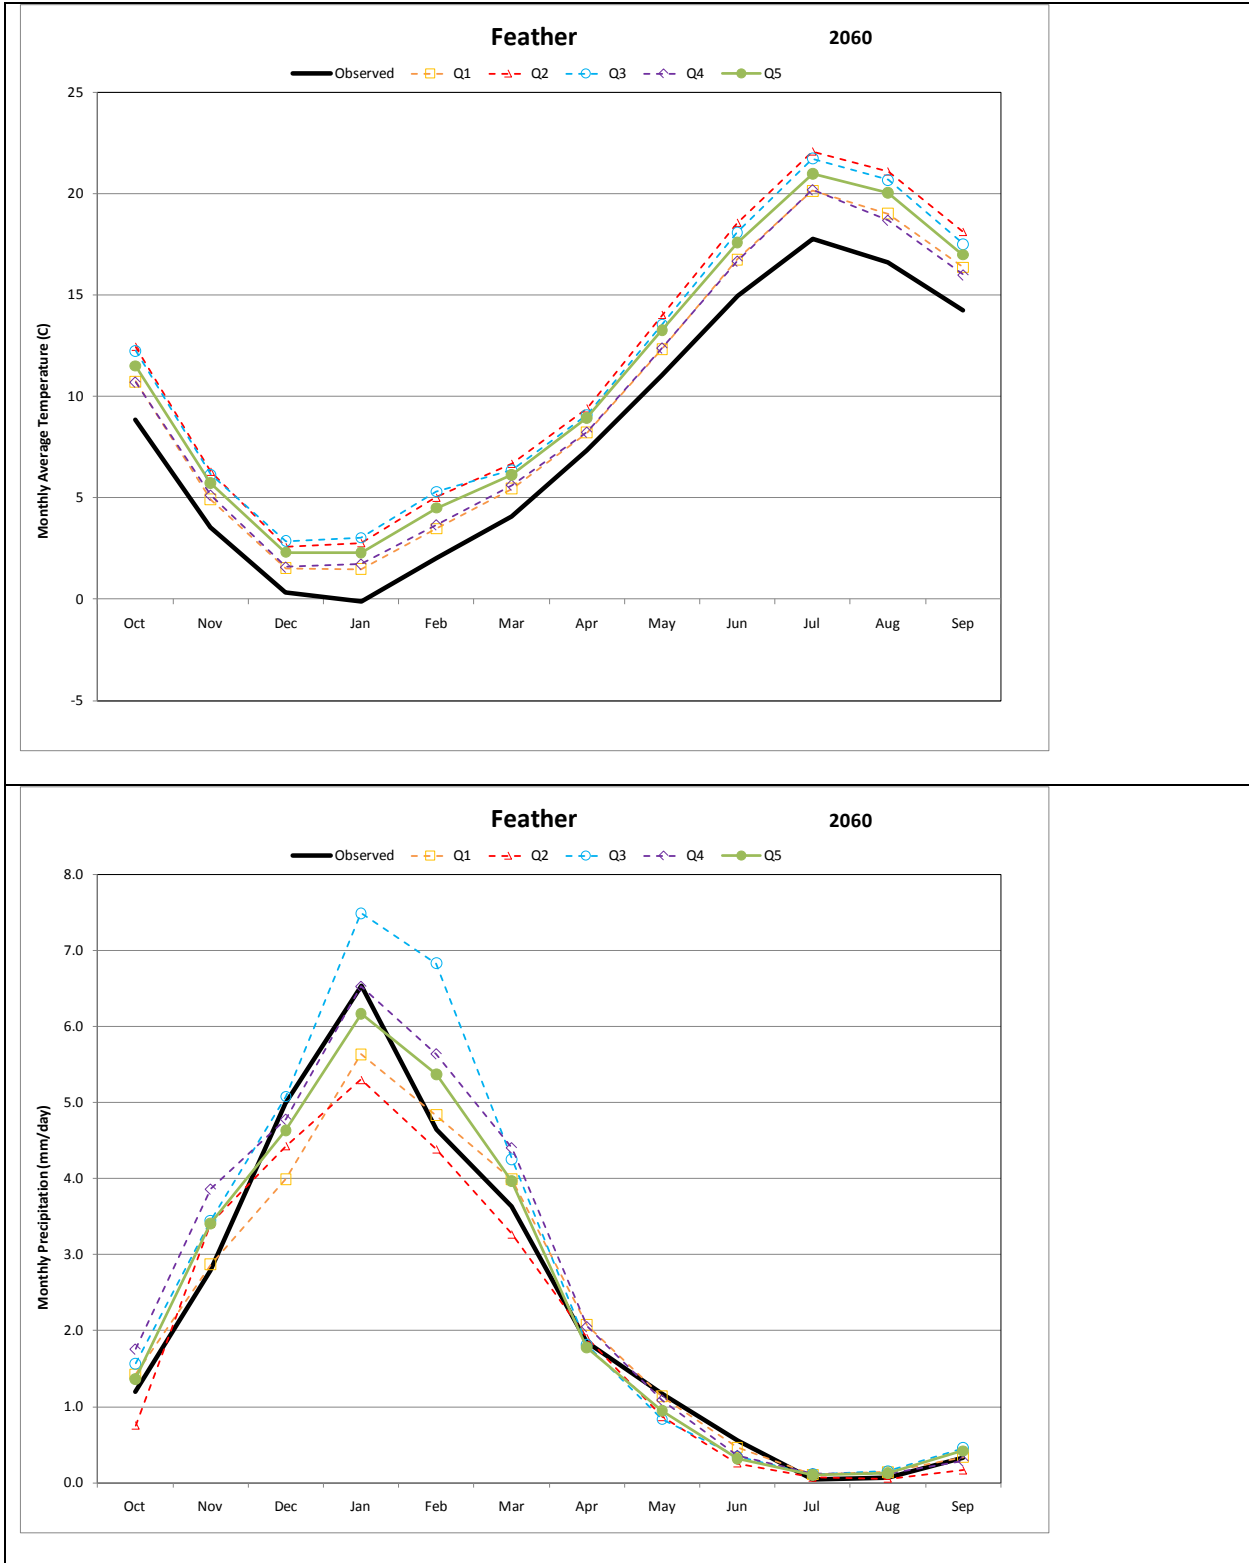 Feather 2060
Observed Q1 Q2 Q3 Q4 Q5
25
20
15
10
5
0
-5
Monthly Average Temperature (C)
Oct Nov Dec Jan Feb Mar Apr May Jun Jul Aug Sep
Feather 2060
Observed Q1 Q2 Q3 Q4 Q5
8.0
7.0
6.0
5.0
4.0
3.0
2.0
1.0
0.0
Monthly Precipitation (mm/day)
Oct Nov Dec Jan Feb Mar Apr May Jun Jul Aug Sep